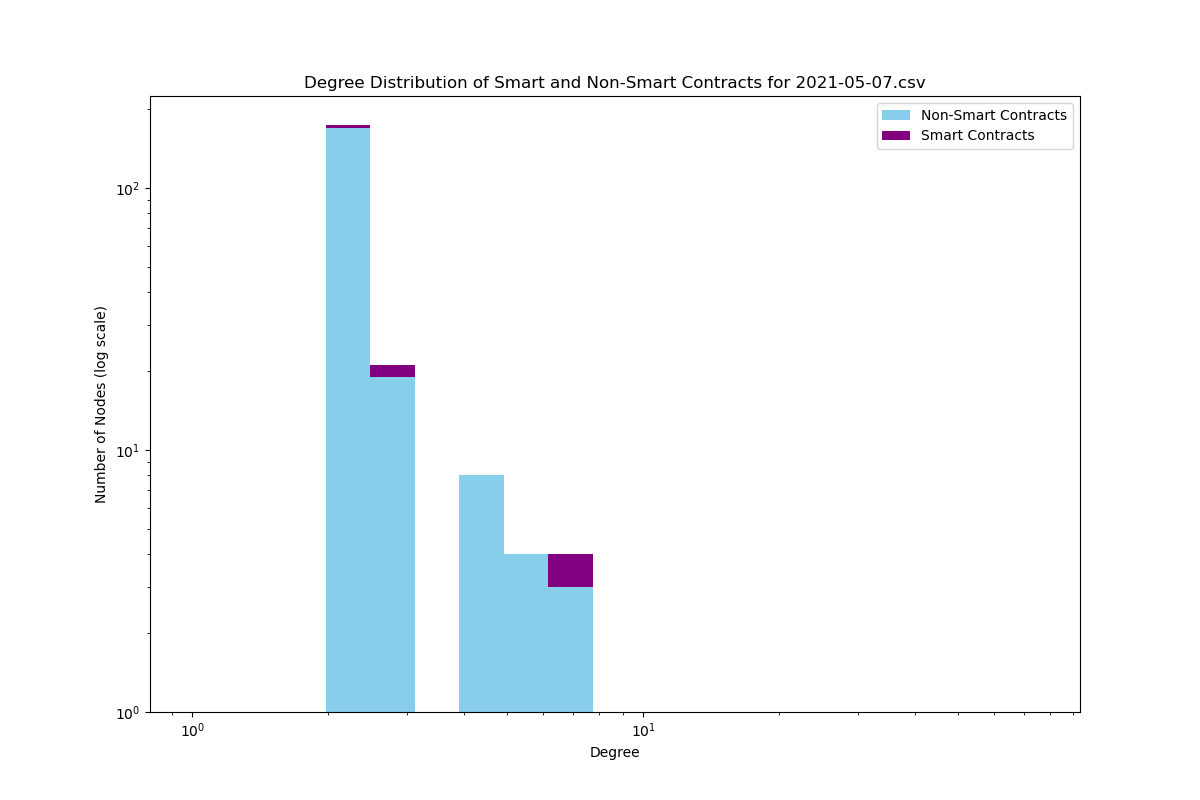 Degree Distribution of Smart and Non-Smart Contracts for 2021-05-07.csv
Non-Smart Contracts
Smart Contracts
Number of Nodes (log scale)
10²
10¹
10⁰
10⁰ 10¹
Degree